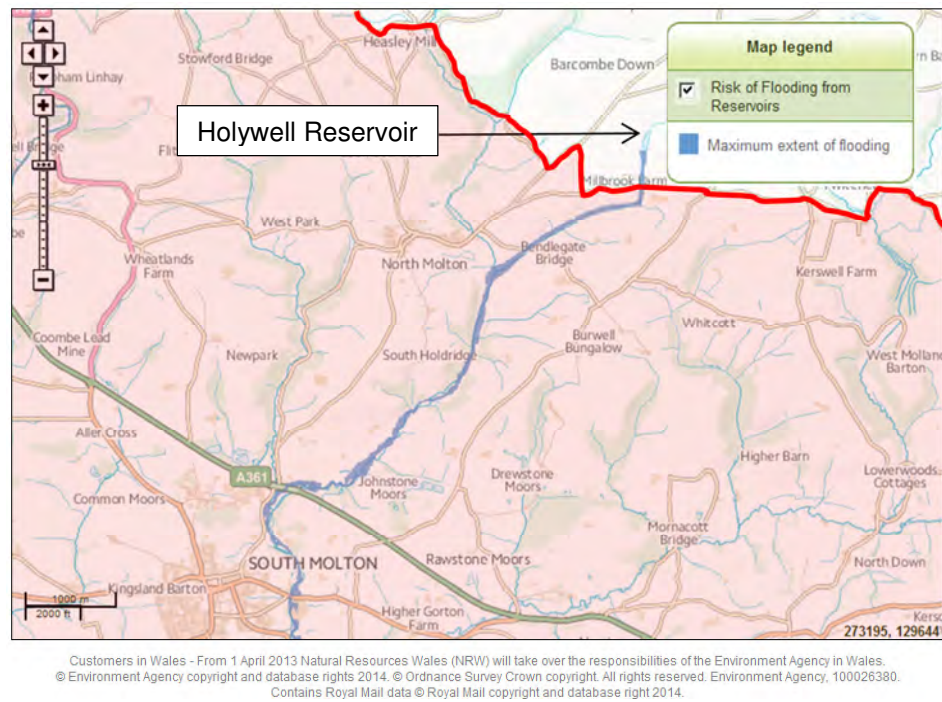 Heasley Mill
Stowford Bridge
Barcombe Down
Map legend
Risk of Flooding from
Reservoirs
Maximum extent of flooding
Holywell Reservoir
Millbrook Farm
West Park
Bendlegate
Bridge
North Molton
Wheatlands
Farm
Kerswell Farm
Coombe Lead
Mine
Newpark
South Holdridge
Burwell
Bungalow
Whitcott
West Molland
Barton
Aller Cross
A361
Johnstone
Moors
Drewstone
Moors
Higher Barn
Lowerwoods
Cottages
Common Moors
Mornacott
Bridge
SOUTH MOLTON
Rawstone Moors
North Down
Kingsland Barton
1000 m
2000 ft
Higher Gorton
Farm
273195, 129644
Customers in Wales - From 1 April 2013 Natural Resources Wales (NRW) will take over the responsibilities of the Environment Agency in Wales.
© Environment Agency copyright and database rights 2014. © Ordnance Survey Crown copyright. All rights reserved. Environment Agency, 100026380.
Contains Royal Mail data © Royal Mail copyright and database right 2014.